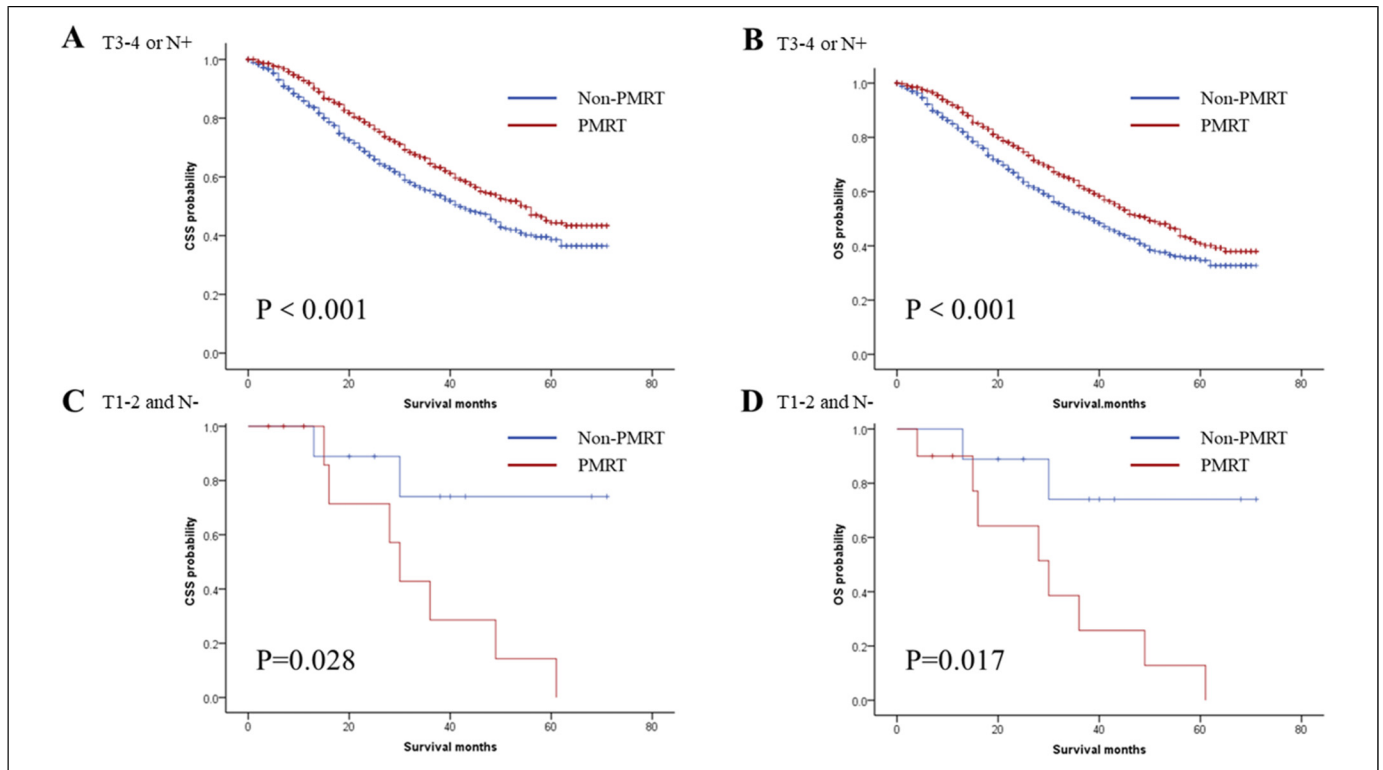 A T3-4 or N+
CSS probability
1.0
0.8
0.6
0.4
0.2
0.0
Non-PMRT
PMRT
P < 0.001
0 20 40 60 80
Survival months
B T3-4 or N+
OS probability
1.0
0.8
0.6
0.4
0.2
0.0
Non-PMRT
PMRT
P < 0.001
0 20 40 60 80
Survival.months
C T1-2 and N-
CSS probability
1.0
0.8
0.6
0.4
0.2
0.0
Non-PMRT
PMRT
P=0.028
0 20 40 60 80
Survival months
D T1-2 and N-
OS probability
1.0
0.8
0.6
0.4
0.2
0.0
Non-PMRT
PMRT
P=0.017
0 20 40 60 80
Survival months